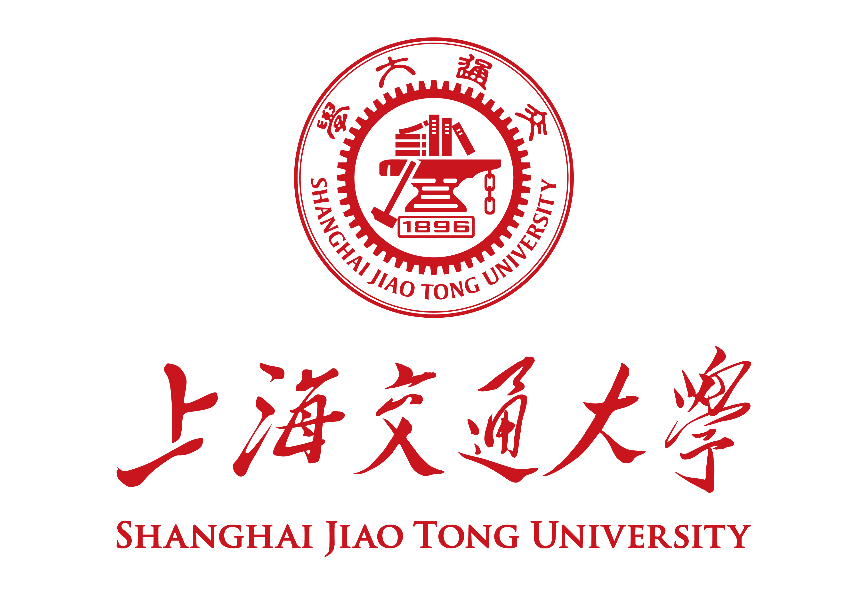 交通大學
1896
SHANGHAI JIAO TONG UNIVERSITY
上海交通大學
SHANGHAI JIAO TONG UNIVERSITY